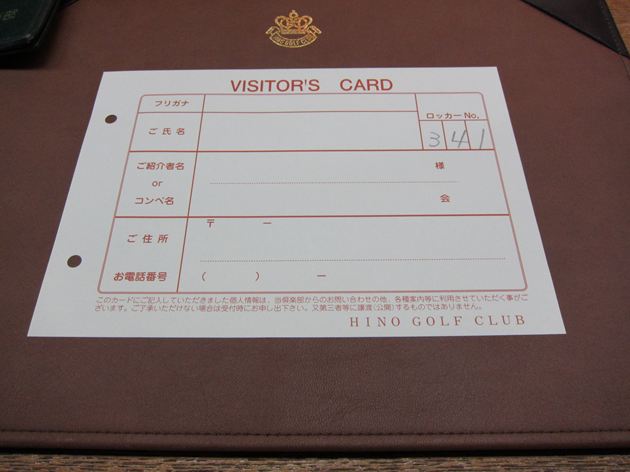 部
HINO GOLF CLUB
VISITOR'S CARD
フリガナ
ロッカーNo.
ご氏名
341
ご紹介者名
様
or
コンペ名
会
〒 ー
ご住所
お電話番号 ( ) ー
このカードにご記入していただきました個人情報は、当倶楽部からのお問い合わせの他、各種案内等に利用させていただく事がご
ざいます。ご了承いただけない場合は受付時にお申し出下さい。又第三者等に譲渡(公開)するものではありません。
HINO GOLF CLUB